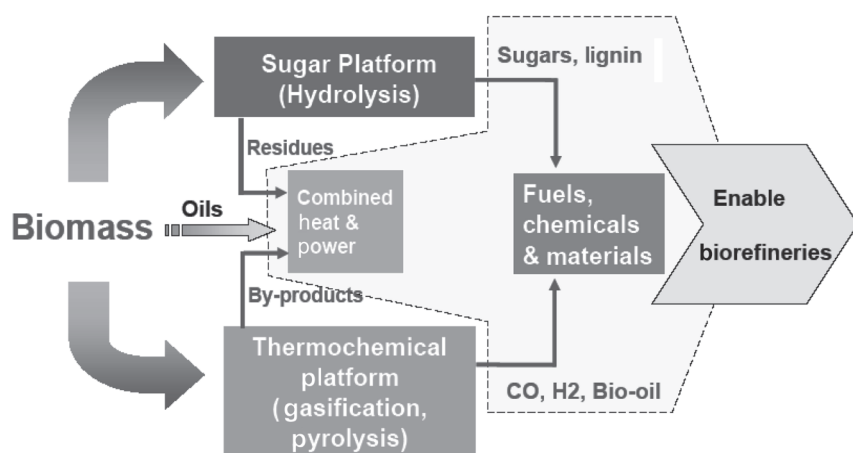 Sugar Platform
(Hydrolysis)
Sugars, lignin
Residues
Combined
heat &
power
Oils
Biomass
Fuels,
chemicals
& materials
Enable
biorefineries
By-products
Thermochemical
platform
(gasification,
pyrolysis)
CO, H2, Bio-oil